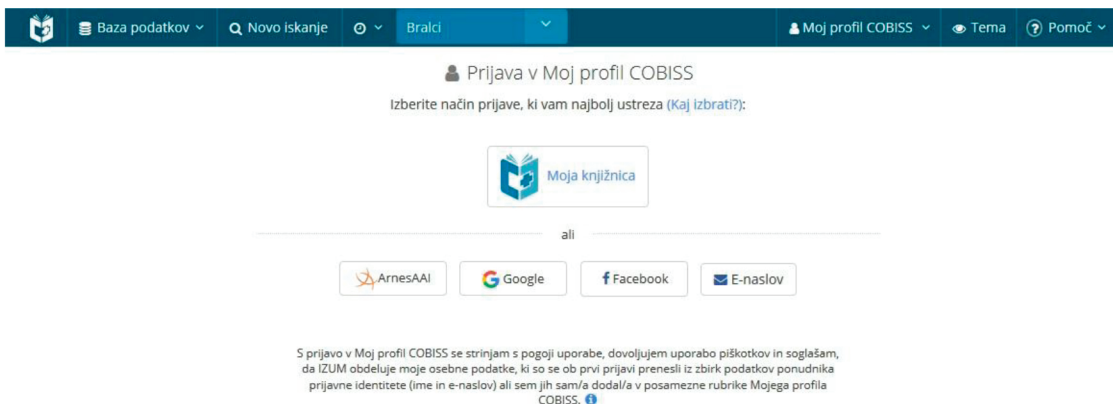 Baza podatkov Novo iskanje Bralci Moj profil COBISS Tema Pomoč
Prijava v Moj profil COBISS
Izberite način prijave, ki vam najbolj ustreza (Kaj izbrati?):
Moja knjižnica
ali
ArnesAAI Google Facebook E-naslov
S prijavo v Moj profil COBISS se strinjam s pogoji uporabe, dovoljujem uporabo piškotkov in soglašam,
da IZUM obdeluje moje osebne podatke, ki so se ob prvi prijavi prenesli iz zbirk podatkov ponudnika
prijavne identitete (ime in e-naslov) ali sem jih sam/a dodal/a v posamezne rubrike Mojega profila
COBISS.